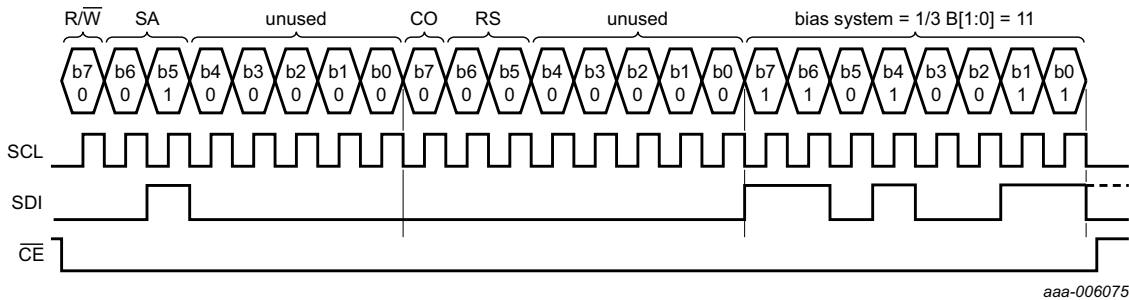 R/W SA unused CO RS unused bias system = 1/3 B[1:0] = 11
b7 b6 b5 b4 b3 b2 b1 b0 b7 b6 b5 b4 b3 b2 b1 b0 b7 b6 b5 b4 b3 b2 b1 b0
0 0 1 0 0 0 0 0 0 0 0 0 0 0 0 0 1 1 0 1 0 0 1 1
SCL
SDI
CE
aaa-006075